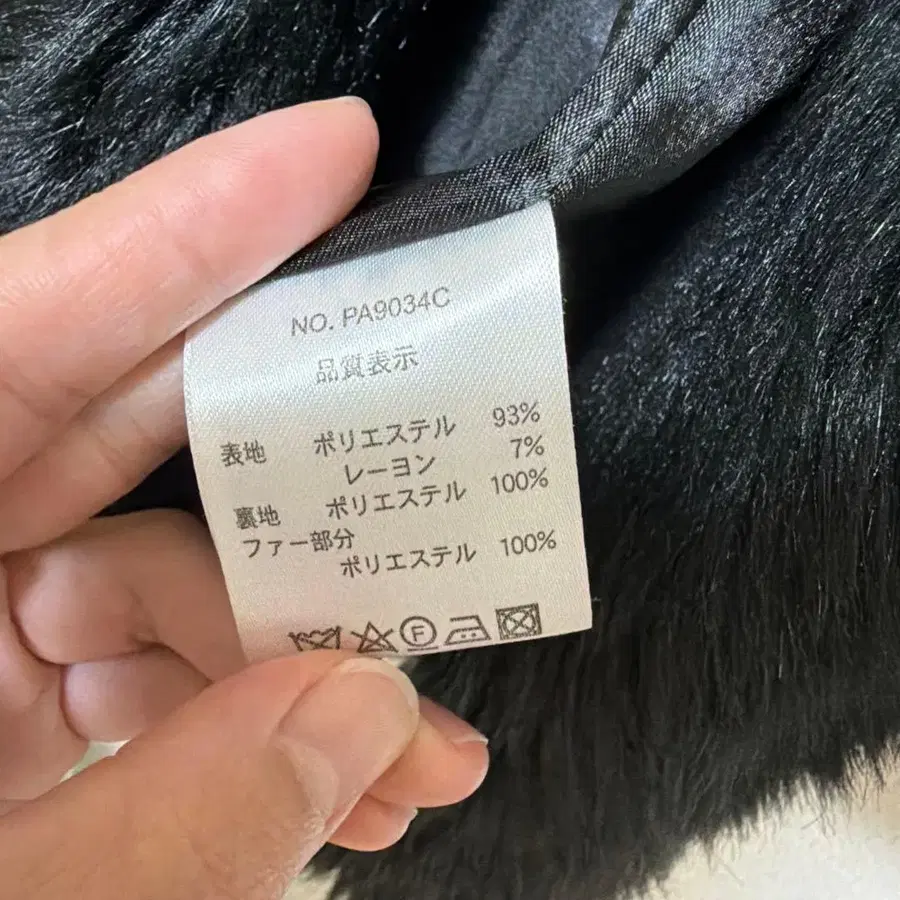 NO. PA9034C
品質表示
表地 ポリエステル 93%
レーヨン 7%
裏地 ポリエステル 100%
ファー部分
ポリエステル 100%
F